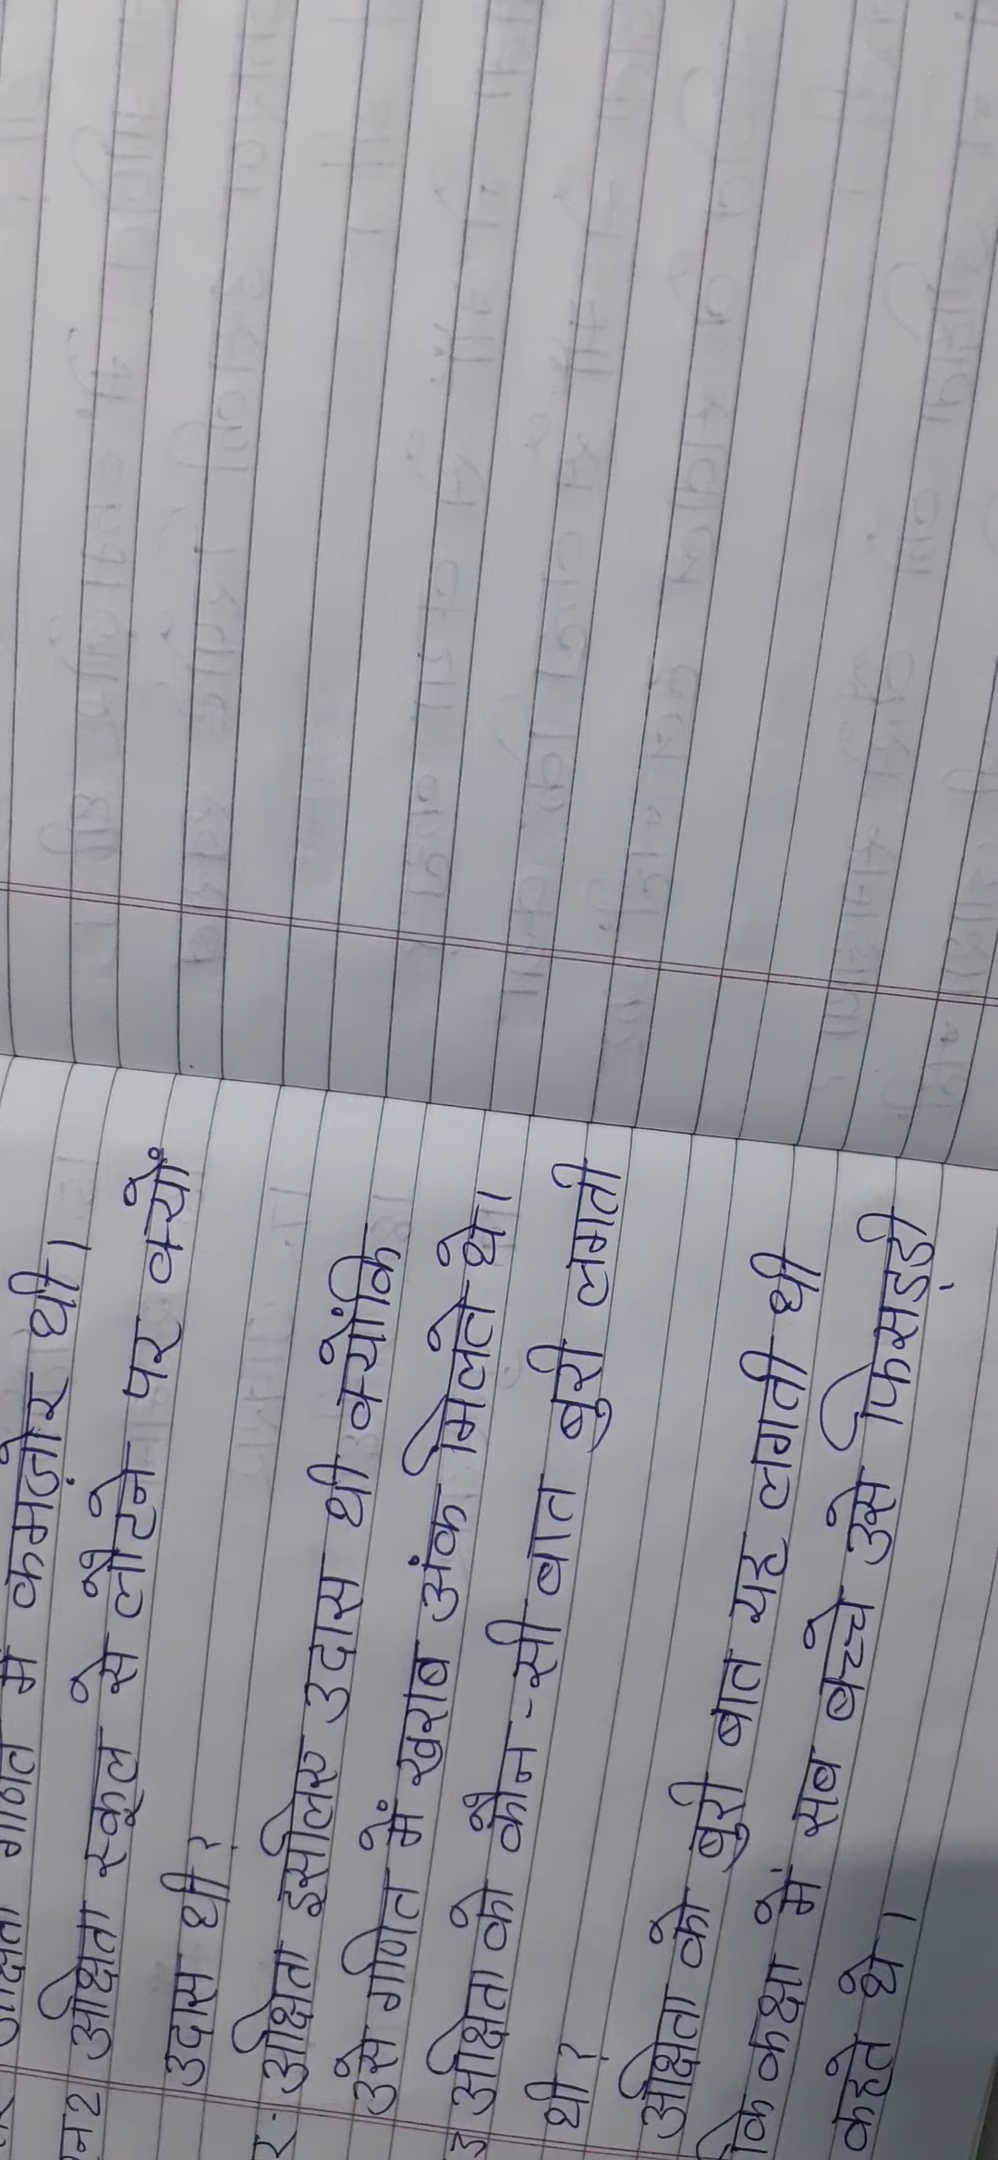 गणित में कमज़ोर थी।
2 अक्षिता स्कूल से लौटने पर क्यों
उदास थी?
र. अक्षिता इसलिए उदास थी क्योंकि
उसे गणित में खराब अंक मिलते थे।
3 अक्षिता को कौन-सी बात बुरी लगती
थी?
अक्षिता को बुरी बात यह लगती थी
कि कक्षा में सब बच्चे उसे फिसड्डी
कहते थे।